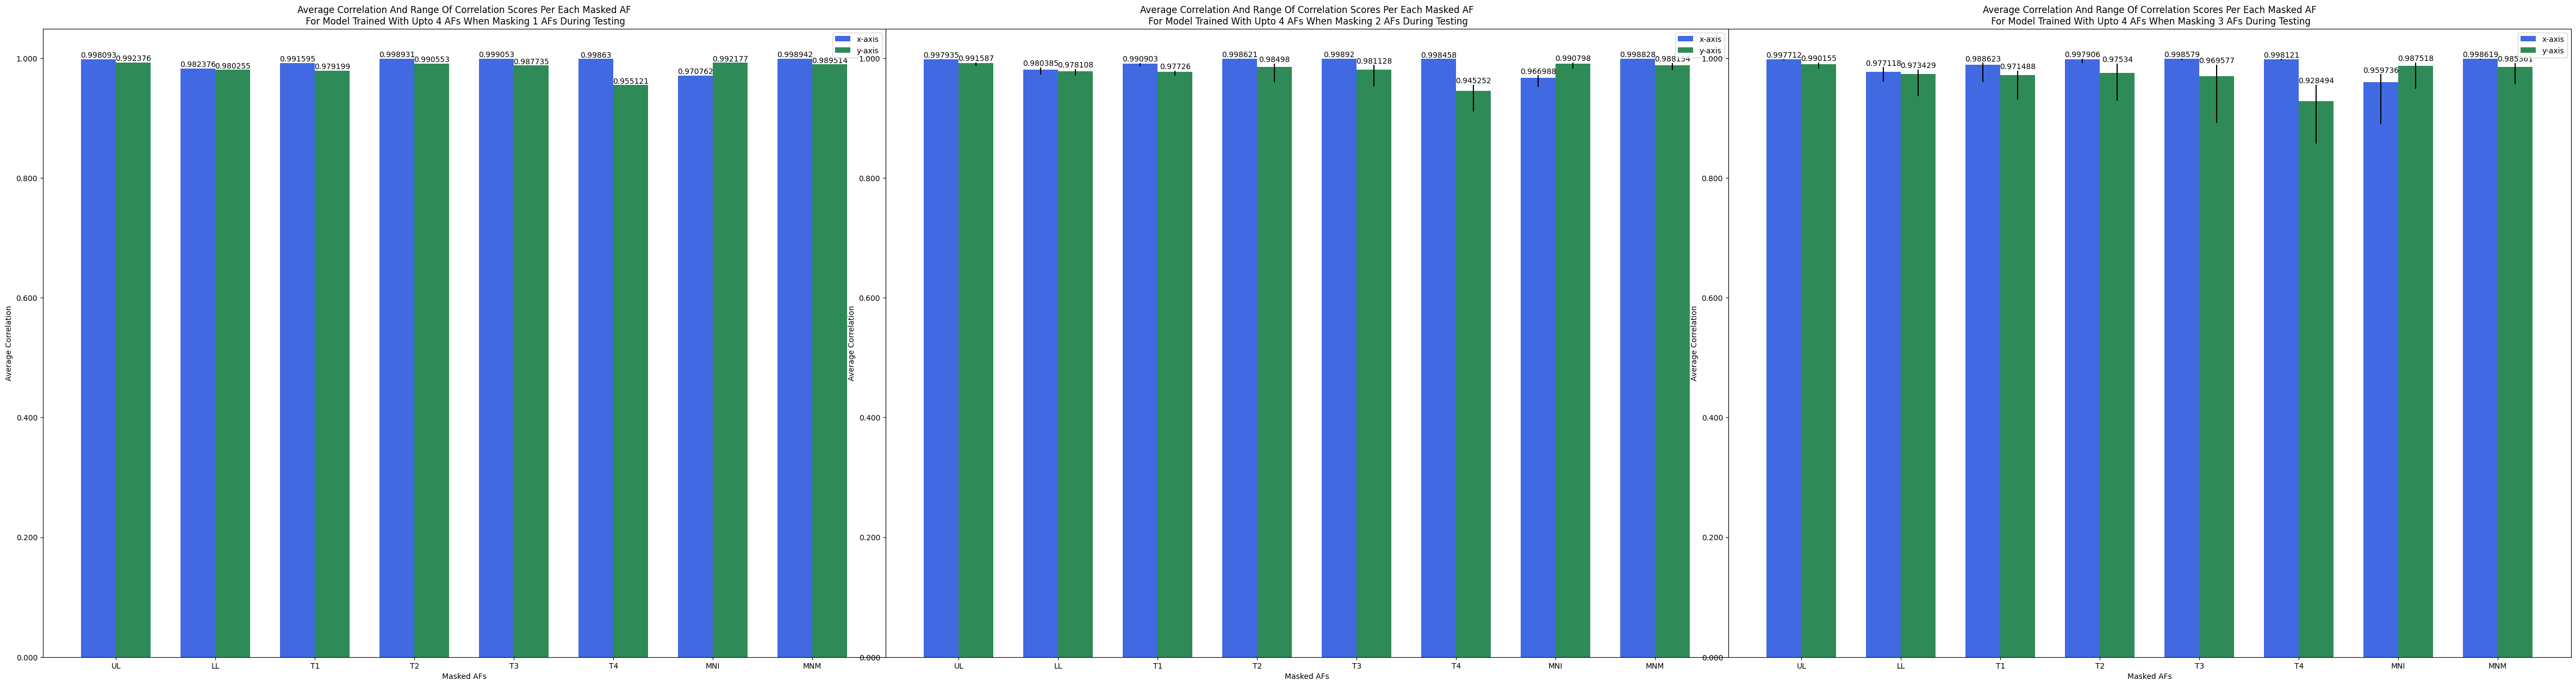 Average Correlation And Range Of Correlation Scores Per Each Masked AF
For Model Trained With Upto 4 AFs When Masking 1 AFs During Testing
x-axis
y-axis
0.998093 0.992376 0.982376 0.980255 0.991595 0.979199 0.998931 0.990553 0.999053 0.987735 0.99863 0.955121 0.970762 0.992177 0.998942 0.989514
1.000
0.800
0.600
0.400
0.200
0.000
Average Correlation
UL LL T1 T2 T3 T4 MNI MNM
Masked AFs
Average Correlation And Range Of Correlation Scores Per Each Masked AF
For Model Trained With Upto 4 AFs When Masking 2 AFs During Testing
x-axis
y-axis
0.997935 0.991587 0.980385 0.978108 0.990903 0.97726 0.998621 0.98498 0.99892 0.981128 0.998458 0.945252 0.966988 0.990798 0.998828
1.000
0.800
0.600
0.400
0.200
0.000
Average Correlation
UL LL T1 T2 T3 T4 MNI MNM
Masked AFs
Average Correlation And Range Of Correlation Scores Per Each Masked AF
For Model Trained With Upto 4 AFs When Masking 3 AFs During Testing
x-axis
y-axis
0.997712 0.990155 0.977118 0.973429 0.988623 0.971488 0.997906 0.97534 0.998579 0.969577 0.998121 0.928494 0.959736 0.987518 0.998619
1.000
0.800
0.600
0.400
0.200
0.000
Average Correlation
UL LL T1 T2 T3 T4 MNI MNM
Masked AFs